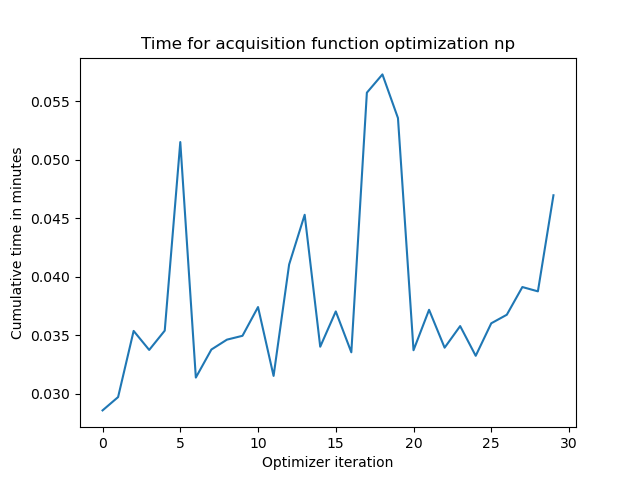 Time for acquisition function optimization np
Cumulative time in minutes
0.055
0.050
0.045
0.040
0.035
0.030
0 5 10 15 20 25 30
Optimizer iteration